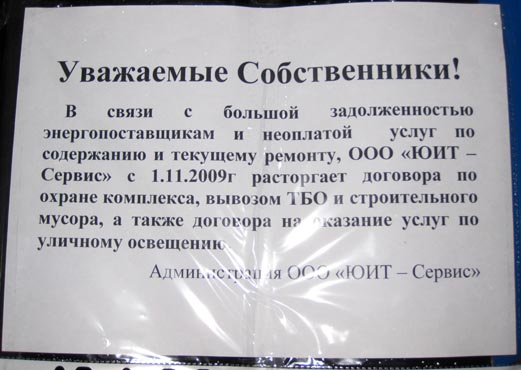 Уважаемые Собственники!
В связи с большой задолженностью
энергопоставщикам и неоплатой услуг по
содержанию и текущему ремонту, ООО «ЮИТ –
Сервис» с 1.11.2009г расторгает договора по
охране комплекса, вывозом ТБО и строительного
мусора, а также договора на оказание услуг по
уличному освещению.
Администрация ООО «ЮИТ – Сервис»